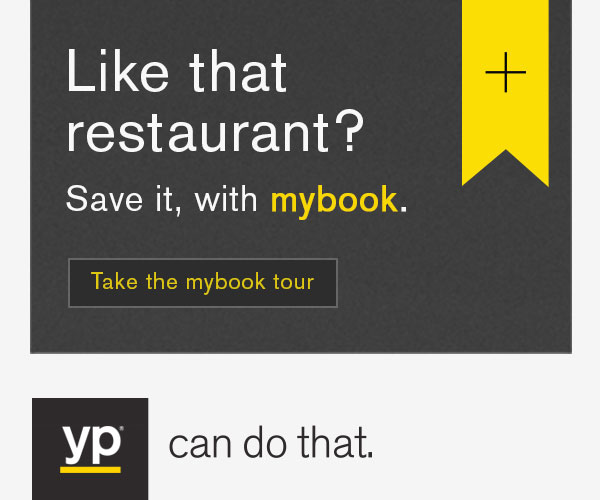 Like that
restaurant?
Save it, with mybook.
Take the mybook tour
yp® can do that.